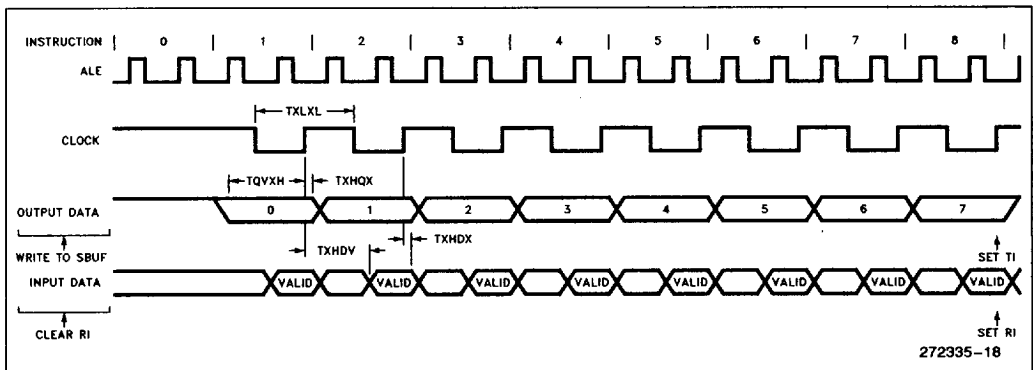 INSTRUCTION | 0 | 1 | 2 | 3 | 4 | 5 | 6 | 7 | 8 |
ALE
TXLXL
CLOCK
TQVXH TXHQX
OUTPUT DATA 0 1 2 3 4 5 6 7
TXHDV TXHDX
WRITE TO SBUF SET TI
INPUT DATA VALID VALID VALID VALID VALID VALID VALID VALID
CLEAR RI SET RI
272335-18